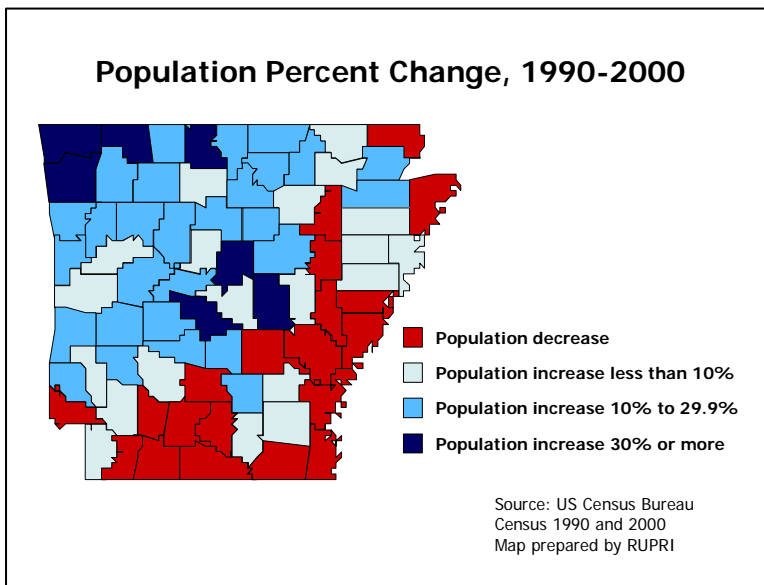 Population Percent Change, 1990-2000
Population decrease
Population increase less than 10%
Population increase 10% to 29.9%
Population increase 30% or more
Source: US Census Bureau
Census 1990 and 2000
Map prepared by RUPRI